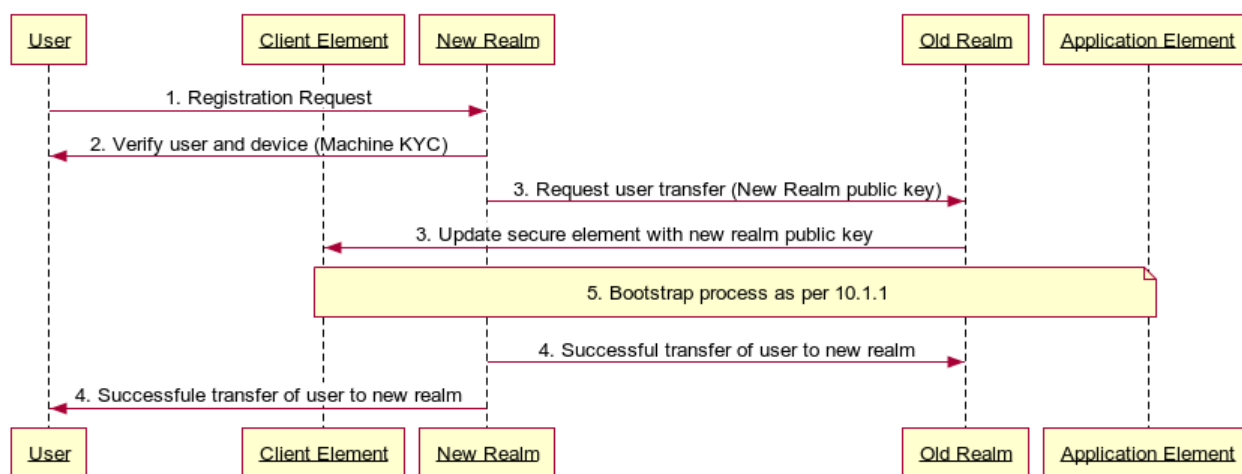 User Client Element New Realm Old Realm Application Element
1. Registration Request
2. Verify user and device (Machine KYC)
3. Request user transfer (New Realm public key)
3. Update secure element with new realm public key
5. Bootstrap process as per 10.1.1
4. Successful transfer of user to new realm
4. Successfule transfer of user to new realm
User Client Element New Realm Old Realm Application Element